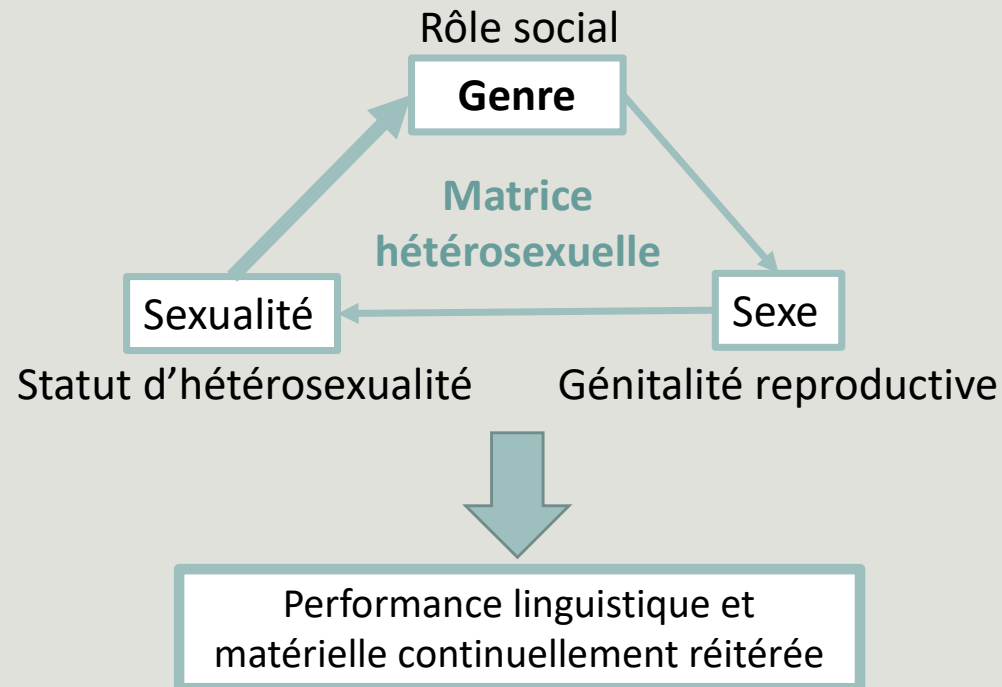 Rôle social
Genre
Matrice
hétérosexuelle
Sexualité
Sexe
Statut d’hétérosexualité
Génitalité reproductive
Performance linguistique et
matérielle continuellement réitérée